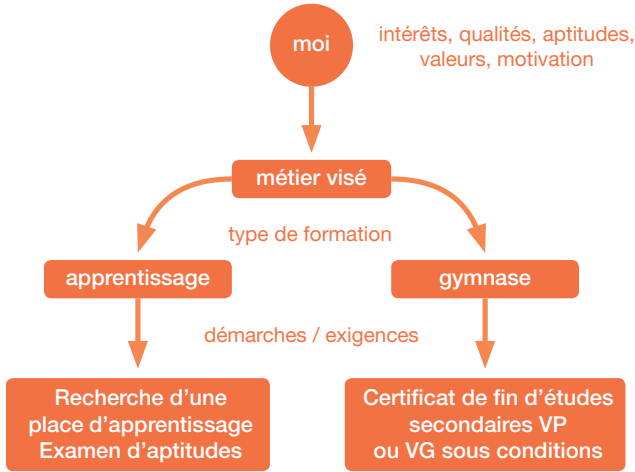 moi
intérêts, qualités, aptitudes,
valeurs, motivation
métier visé
type de formation
apprentissage
gymnase
démarches / exigences
Recherche d’une
place d’apprentissage
Examen d’aptitudes
Certificat de fin d’études
secondaires VP
ou VG sous conditions